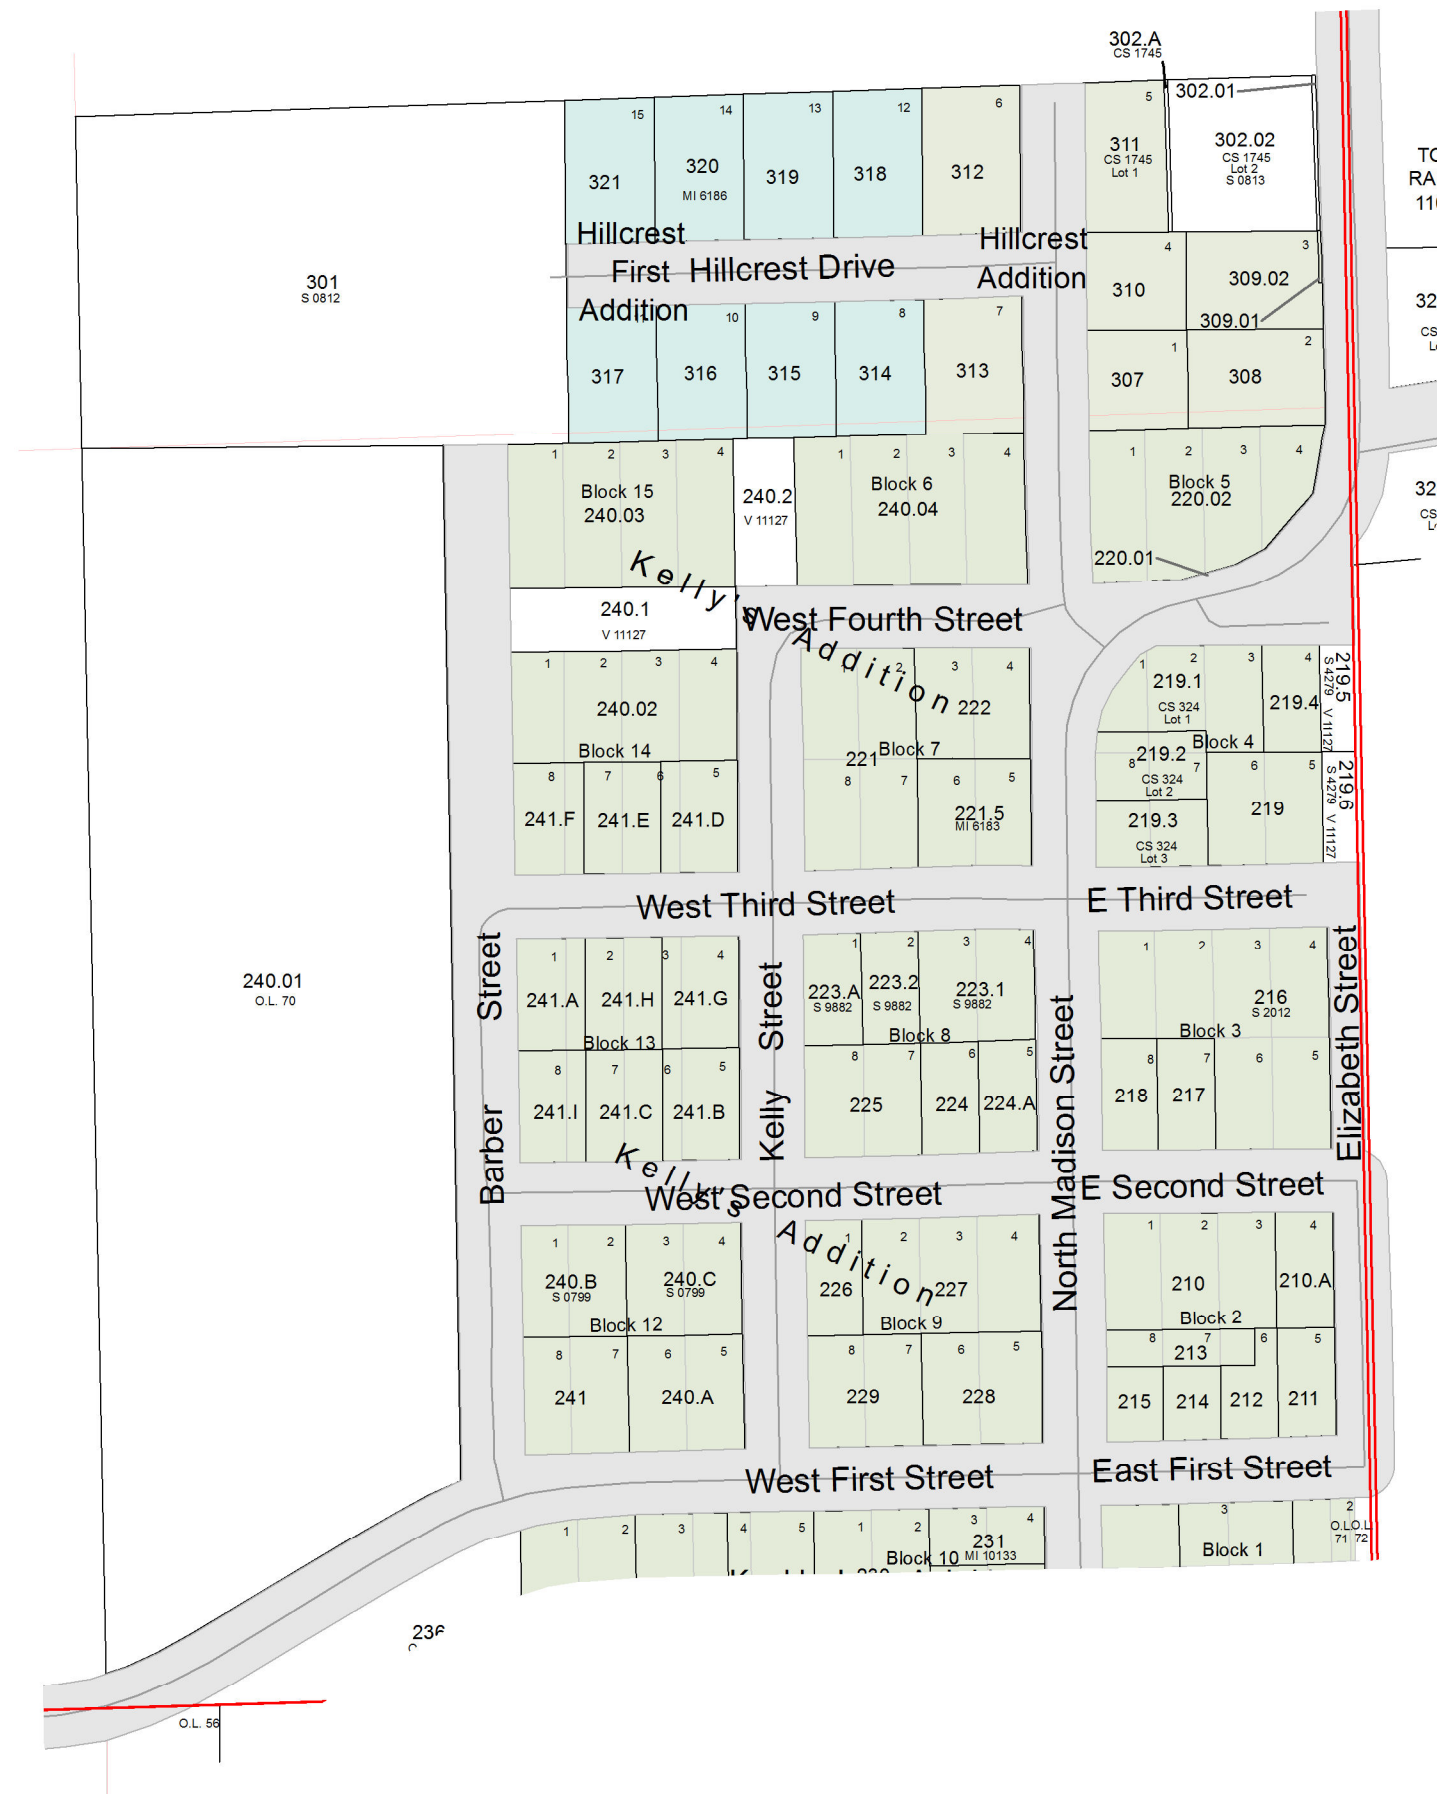 302.A
CS 1745
302.01
15
14
13
12
6
5
321
320
MI 6186
319
318
312
311
CS 1745
Lot 1
302.02
CS 1745
Lot 2
S 0813
Hillcrest
First
Addition
Hillcrest Drive
Hillcrest
Addition
301
S 0812
4
3
310
309.02
309.01
10
9
8
7
1
2
317
316
315
314
313
307
308
32
CS
32
CS
1
2
3
4
Block 15
240.03
240.2
V 11127
1
2
3
4
Block 6
240.04
1
2
3
4
Block 5
220.02
220.01
Kelly's Addition
240.1
V 11127
West Fourth Street
1
2
3
4
240.02
Block 14
8
7
6
5
241.F
241.E
241.D
2
3
4
222
221
Block 7
8
7
6
5
221.5
MI 6183
1
2
3
4
219.1
CS 324
Lot 1
219.4
219.5
S 4279 V 11127
219.2
CS 324
Lot 2
Block 4
8
7
6
5
219.3
CS 324
Lot 3
219
219.6
S 4279 V 11127
West Third Street
E Third Street
240.01
O.L. 70
Barber Street
Kelly Street
North Madison Street
Elizabeth Street
1
2
3
4
241.A
241.H
241.G
Block 13
8
7
6
5
241.I
241.C
241.B
1
2
3
4
223.A
S 9882
223.2
S 9882
223.1
S 9882
Block 8
8
7
6
5
225
224
224.A
1
2
3
4
216
S 2012
Block 3
8
7
6
5
218
217
Kelly's Addition
West Second Street
E Second Street
1
2
3
4
240.B
S 0799
240.C
S 0799
Block 12
8
7
6
5
241
240.A
1
2
3
4
226
227
Block 9
8
7
6
5
229
228
1
2
3
4
210
210.A
Block 2
8
7
6
5
213
215
214
212
211
West First Street
East First Street
1
2
3
4
5
1
2
3
4
231
Block 10
MI 10133
3
2
Block 1
O.L.
71
O.L.
72
O.L. 56